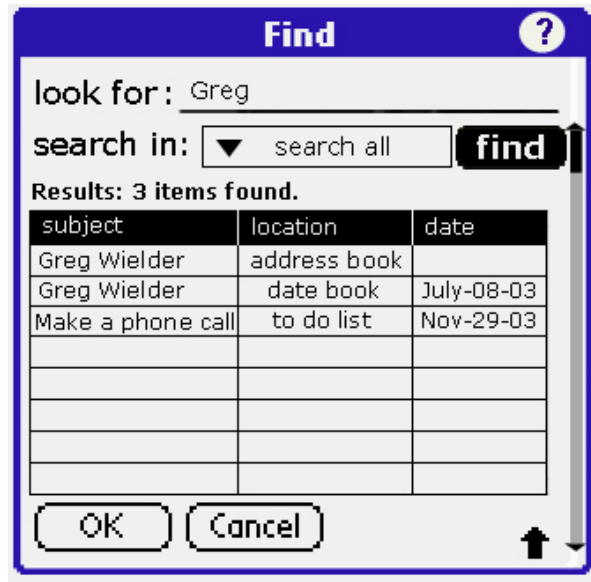 Find ?
look for: Greg
search in: search all find
Results: 3 items found.
subject location date
Greg Wielder address book
Greg Wielder date book July-08-03
Make a phone call to do list Nov-29-03
OK Cancel